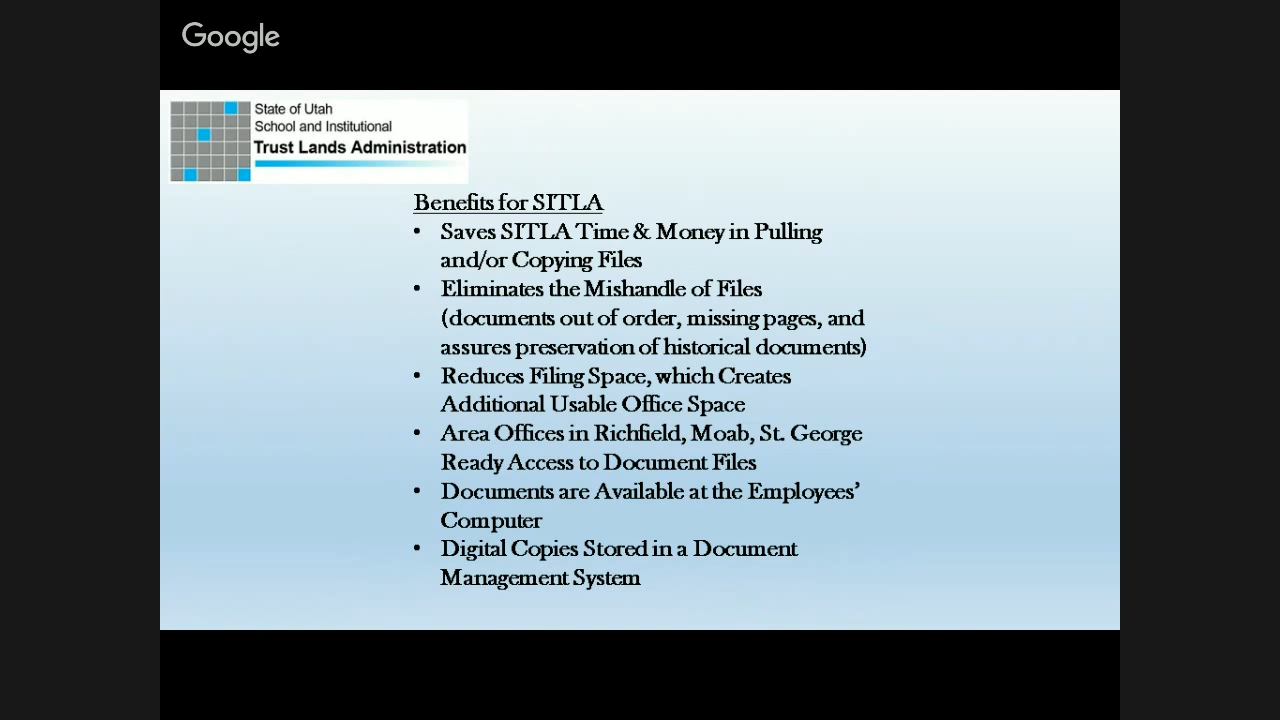 Google
State of Utah
School and Institutional
Trust Lands Administration
Benefits for SITLA
• Saves SITLA Time & Money in Pulling
and/or Copying Files
• Eliminates the Mishandle of Files
(documents out of order, missing pages, and
assures preservation of historical documents)
• Reduces Filing Space, which Creates
Additional Usable Office Space
• Area Offices in Richfield, Moab, St. George
Ready Access to Document Files
• Documents are Available at the Employees’
Computer
• Digital Copies Stored in a Document
Management System